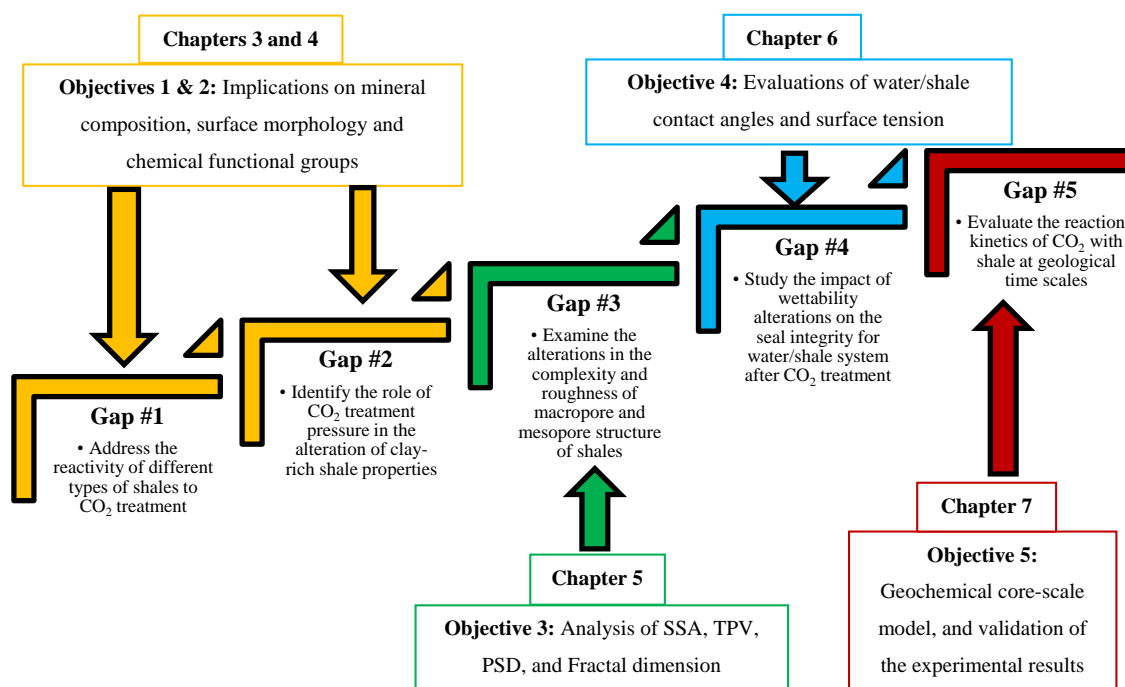 Chapters 3 and 4
Objectives 1 & 2: Implications on mineral
composition, surface morphology and
chemical functional groups
Chapter 6
Objective 4: Evaluations of water/shale
contact angles and surface tension
Gap #1
• Address the
reactivity of different
types of shales to
CO₂ treatment
Gap #2
• Identify the role of
CO₂ treatment
pressure in the
alteration of clay-
rich shale properties
Gap #3
• Examine the
alterations in the
complexity and
roughness of
macropore and
mesopore structure
of shales
Gap #4
• Study the impact of
wettability
alterations on the
seal integrity for
water/shale system
after CO₂ treatment
Gap #5
• Evaluate the reaction
kinetics of CO₂ with
shale at geological
time scales
Chapter 5
Objective 3: Analysis of SSA, TPV,
PSD, and Fractal dimension
Chapter 7
Objective 5:
Geochemical core-scale
model, and validation of
the experimental results